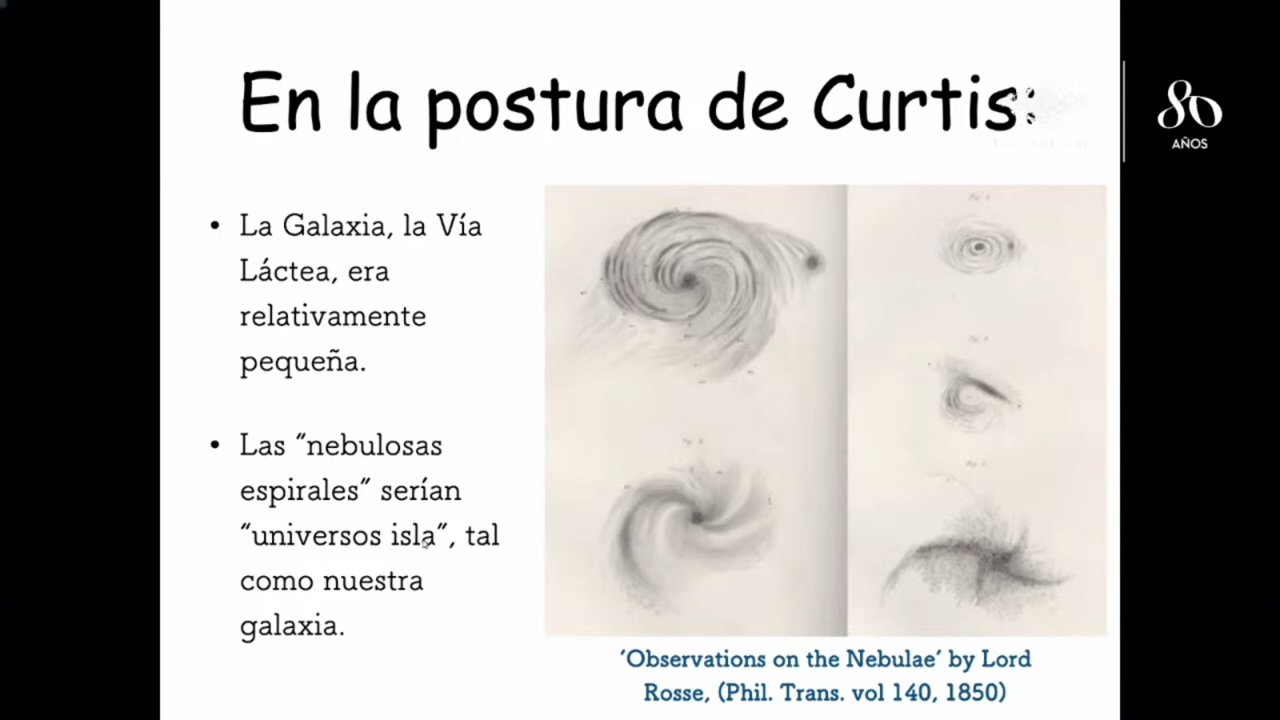 En la postura de Curtis:
80
AÑOS
• La Galaxia, la Vía
Láctea, era
relativamente
pequeña.
• Las “nebulosas
espirales” serían
“universos isla”, tal
como nuestra
galaxia.
‘Observations on the Nebulae’ by Lord
Rosse, (Phil. Trans. vol 140, 1850)